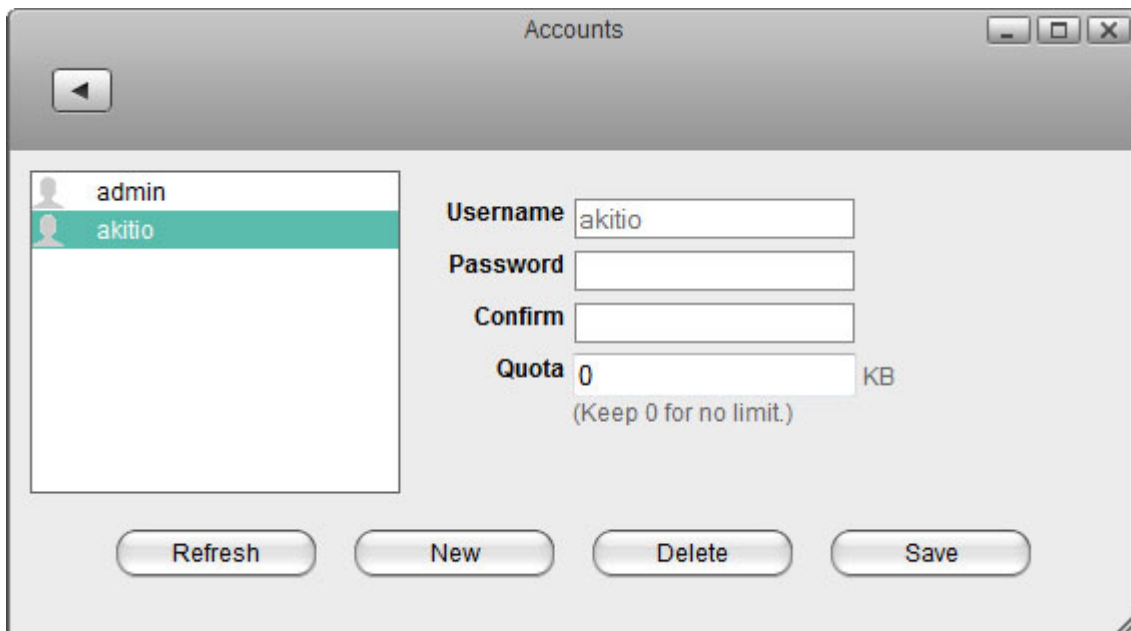 Accounts
admin
akitio
Username akitio
Password
Confirm
Quota 0 KB
(Keep 0 for no limit.)
Refresh New Delete Save